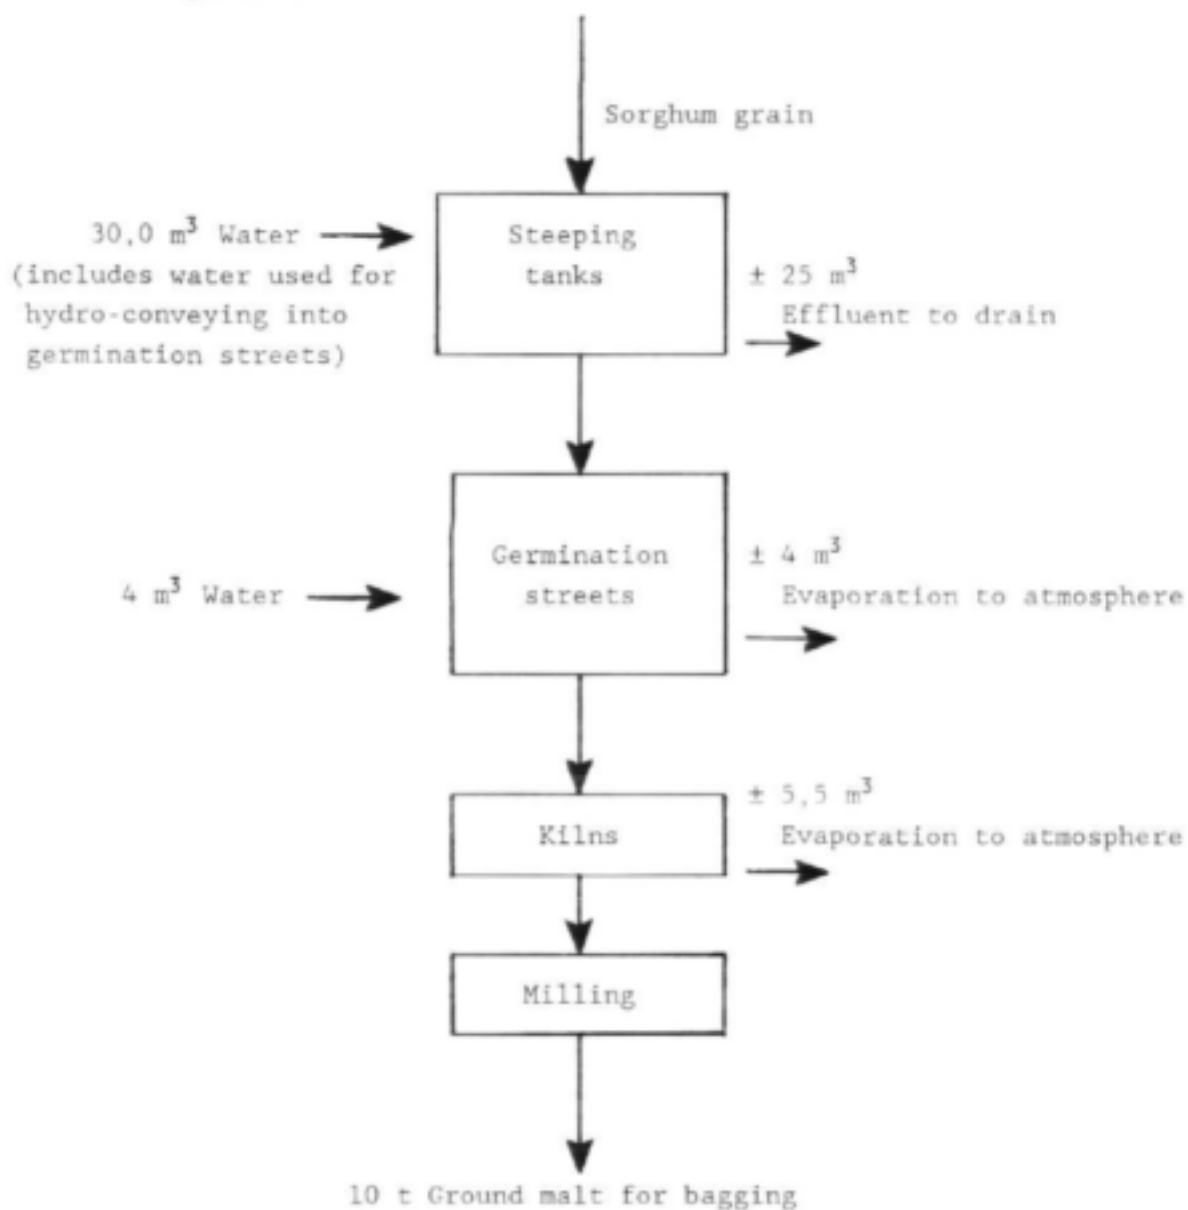 Sorghum grain
30,0 m³ Water
(includes water used for
hydro-conveying into
germination streets)
Steeping
tanks
± 25 m³
Effluent to drain
4 m³ Water
Germination
streets
± 4 m³
Evaporation to atmosphere
Kilns
± 5,5 m³
Evaporation to atmosphere
Milling
10 t Ground malt for bagging